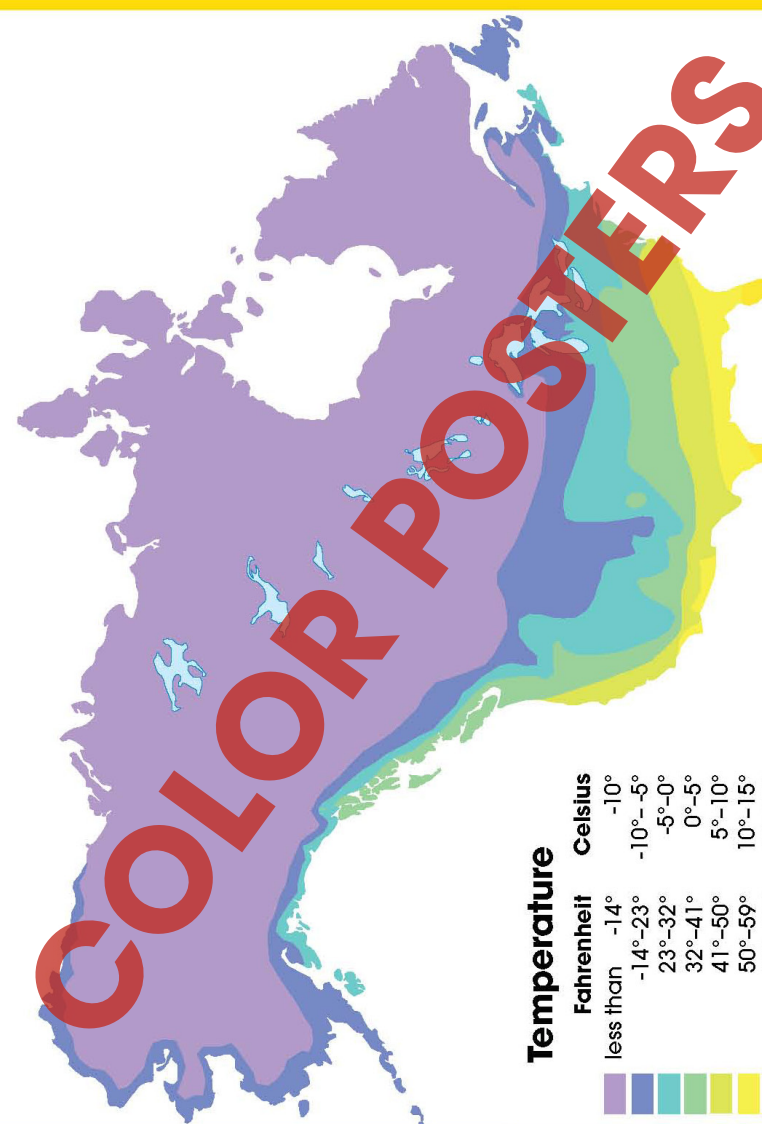 COLOR POSTERS
Temperature
Fahrenheit Celsius
less than -14° -10°
-14°–23° -10°– -5°
23°–32° -5°–0°
32°–41° 0°–5°
41°–50° 5°–10°
50°–59° 10°–15°